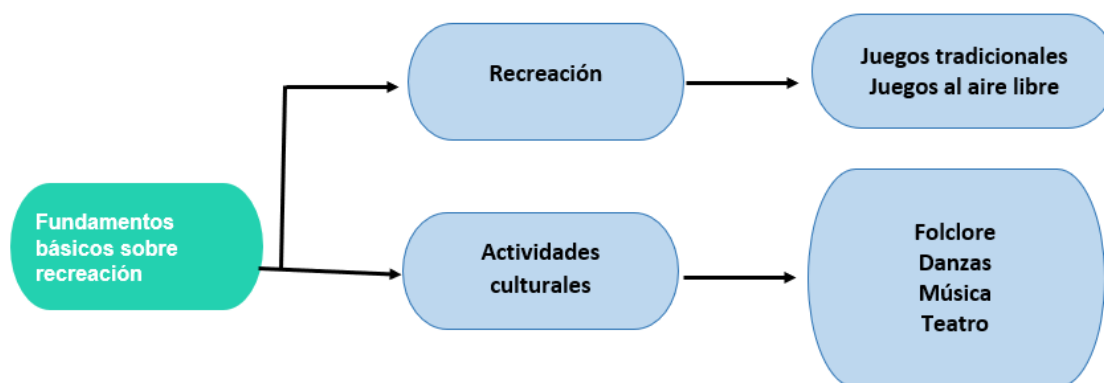 Fundamentos
básicos sobre
recreación
Recreación
Juegos tradicionales
Juegos al aire libre
Actividades
culturales
Folclore
Danzas
Música
Teatro